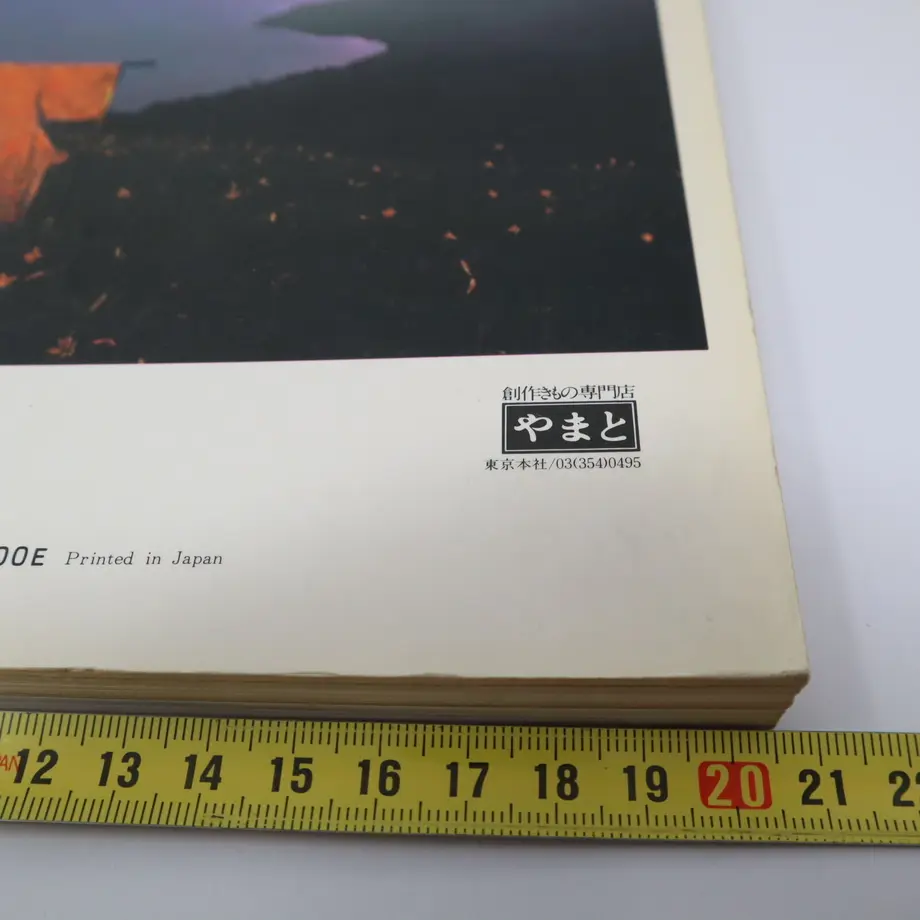 創作きもの専門店
やまと
東京本社/03(354)0495
00E Printed in Japan
12 13 14 15 16 17 18 19 20 21